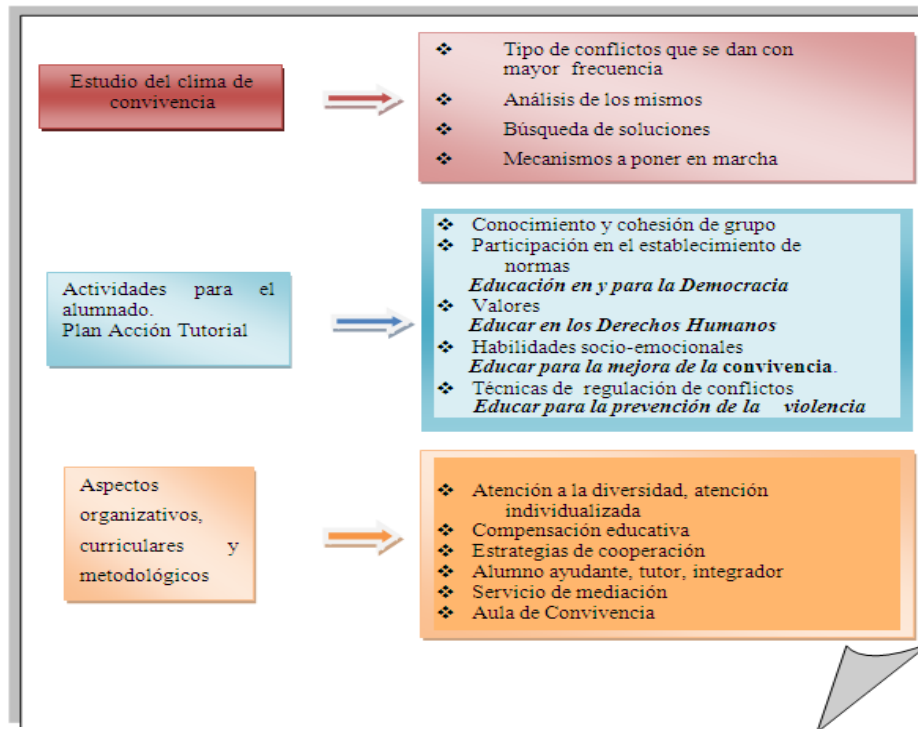 Estudio del clima de
convivencia
❖ Tipo de conflictos que se dan con
mayor frecuencia
❖ Análisis de los mismos
❖ Búsqueda de soluciones
❖ Mecanismos a poner en marcha
Actividades para el
alumnado.
Plan Acción Tutorial
❖ Conocimiento y cohesión de grupo
❖ Participación en el establecimiento de
normas
Educación en y para la Democracia
❖ Valores
Educar en los Derechos Humanos
❖ Habilidades socio-emocionales
Educar para la mejora de la convivencia.
❖ Técnicas de regulación de conflictos
Educar para la prevención de la violencia
Aspectos
organizativos,
curriculares y
metodológicos
❖ Atención a la diversidad, atención
individualizada
❖ Compensación educativa
❖ Estrategias de cooperación
❖ Alumno ayudante, tutor, integrador
❖ Servicio de mediación
❖ Aula de Convivencia